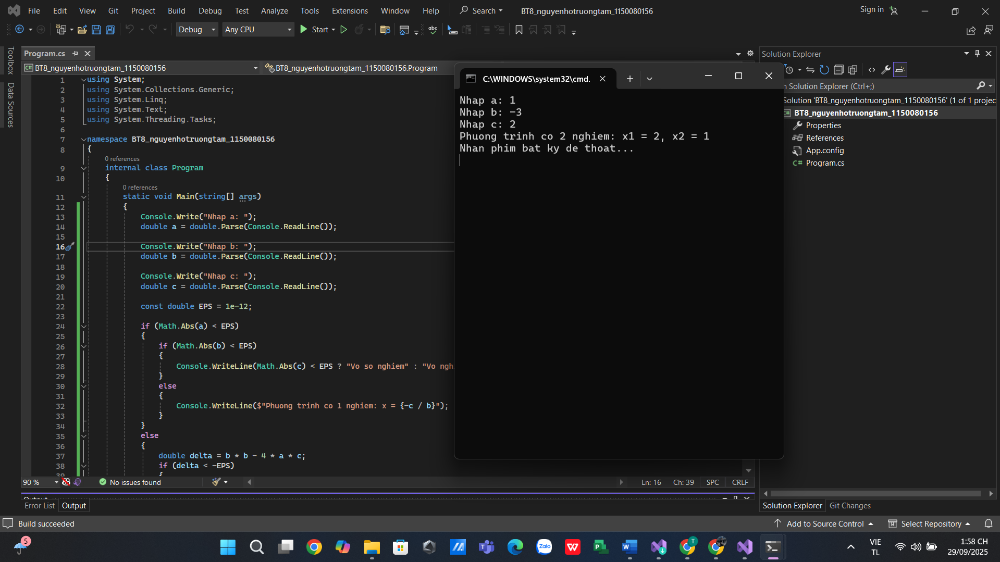 File Edit View Git Project Build Debug Test Analyze Tools Extensions Window Help Search BT8_nguyenhotruongtam_1150080156 Sign in
Debug Any CPU Start
Toolbox
Data Sources
Program.cs
BT8_nguyenhotruongtam_1150080156 BT8_nguyenhotruongtam_1150080156.Program
1 using System;
2 using System.Collections.Generic;
3 using System.Linq;
4 using System.Text;
5 using System.Threading.Tasks;
6
7 namespace BT8_nguyenhotruongtam_1150080156
8 {
0 references
9 internal class Program
10 {
0 references
11 static void Main(string[] args)
12 {
13 Console.Write("Nhap a: ");
14 double a = double.Parse(Console.ReadLine());
15
16 Console.Write("Nhap b: ");
17 double b = double.Parse(Console.ReadLine());
18
19 Console.Write("Nhap c: ");
20 double c = double.Parse(Console.ReadLine());
21
22 const double EPS = 1e-12;
23
24 if (Math.Abs(a) < EPS)
25 {
26 if (Math.Abs(b) < EPS)
27 {
28 Console.WriteLine(Math.Abs(c) < EPS ? "Vo so nghiem" : "Vo ngh
29 }
30 else
31 {
32 Console.WriteLine($"Phuong trinh co 1 nghiem: x = {-c / b}");
33 }
34 }
35 else
36 {
37 double delta = b * b - 4 * a * c;
38 if (delta < -EPS)
39 {
C:\WINDOWS\system32\cmd.
Nhap a: 1
Nhap b: -3
Nhap c: 2
Phuong trinh co 2 nghiem: x1 = 2, x2 = 1
Nhan phim bat ky de thoat...
Solution Explorer
Solution Explorer (Ctrl+;)
Solution 'BT8_nguyenhotruongtam_1150080156' (1 of 1 projec
BT8_nguyenhotruongtam_1150080156
Properties
References
App.config
C# Program.cs
90 % No issues found Ln: 16 Ch: 39 SPC CRLF
Output
Error List Output
Solution Explorer Git Changes
Build succeeded Add to Source Control Select Repository
5
Zalo
VIE
TL
1:58 CH
29/09/2025